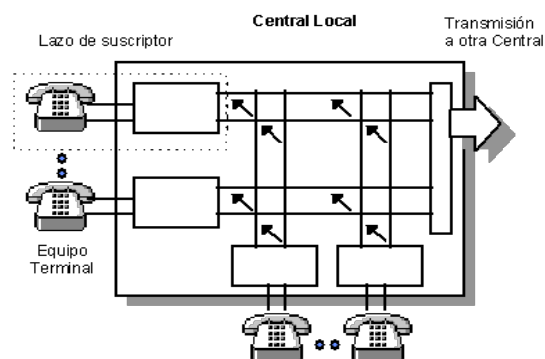 Central Local
Transmisión
a otra Central
Lazo de suscriptor
Equipo
Terminal